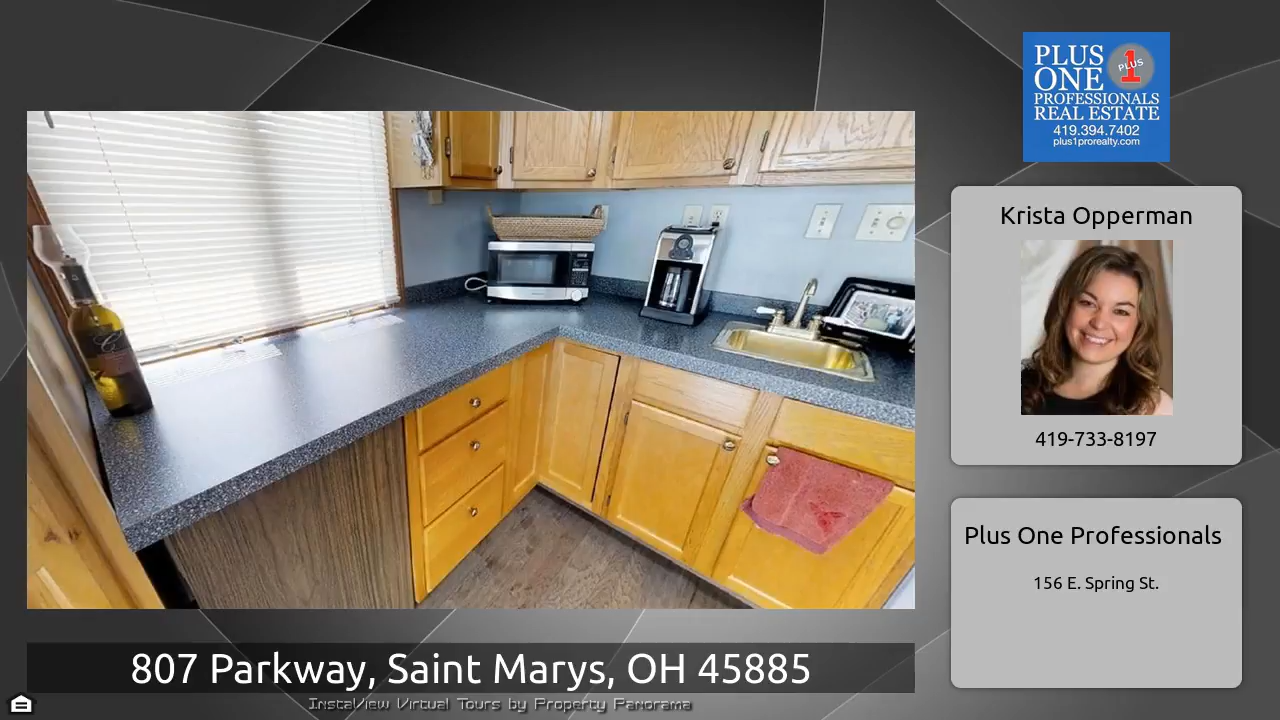 PLUS
ONE
PLUS 1
PROFESSIONALS
REAL ESTATE
419.394.7402
plus1prorealty.com
Krista Opperman
419-733-8197
Plus One Professionals
156 E. Spring St.
807 Parkway, Saint Marys, OH 45885
InstaView Virtual Tours by Property Panorama